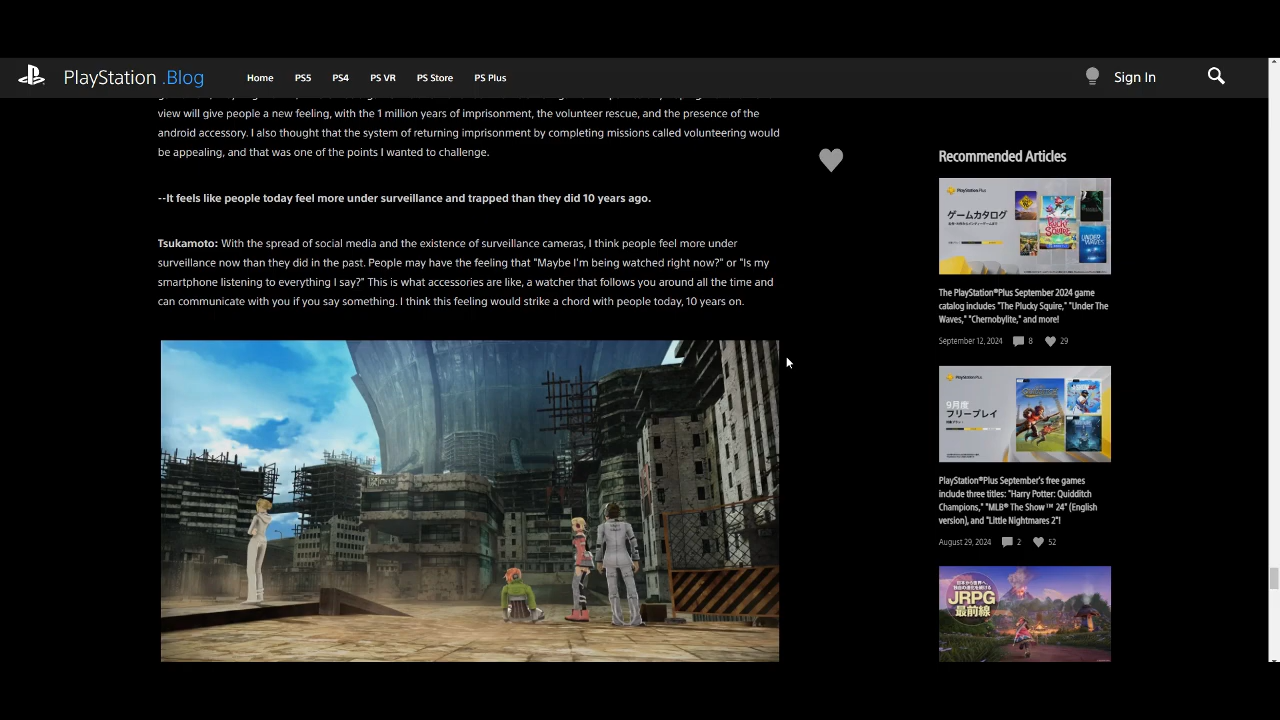 PlayStation .Blog
Home PS5 PS4 PS VR PS Store PS Plus
Sign In
view will give people a new feeling, with the 1 million years of imprisonment, the volunteer rescue, and the presence of the
android accessory. I also thought that the system of returning imprisonment by completing missions called volunteering would
be appealing, and that was one of the points I wanted to challenge.
--It feels like people today feel more under surveillance and trapped than they did 10 years ago.
Tsukamoto: With the spread of social media and the existence of surveillance cameras, I think people feel more under
surveillance now than they did in the past. People may have the feeling that "Maybe I'm being watched right now?" or "Is my
smartphone listening to everything I say?" This is what accessories are like, a watcher that follows you around all the time and
can communicate with you if you say something. I think this feeling would strike a chord with people today, 10 years on.
Recommended Articles
PlayStation Plus
ゲームカタログ
The PlayStation®Plus September 2024 game
catalog includes "The Plucky Squire," "Under The
Waves," "Chernobylite," and more!
September 12, 2024 8 29
PlayStation Plus
9月度
フリープレイ
PlayStation®Plus September's free games
include three titles: "Harry Potter: Quidditch
Champions," "MLB® The Show ™ 24" (English
version), and "Little Nightmares 2"!
August 29, 2024 2 52
JRPG
最前線